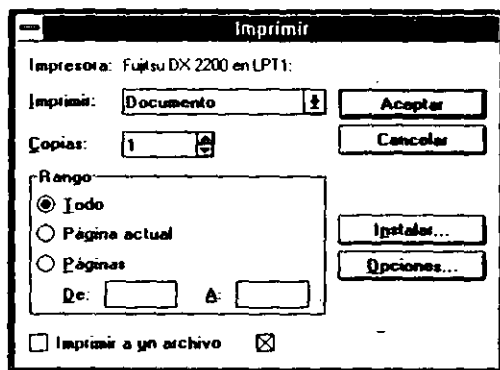 Imprimir
Impresora: Fujitsu DX 2200 en LPT1:
Imprimir: Documento
Aceptar
Copias: 1
Cancelar
Rango
Todo
Página actual
Páginas
De: A:
Instalar...
Opciones...
Imprimir a un archivo